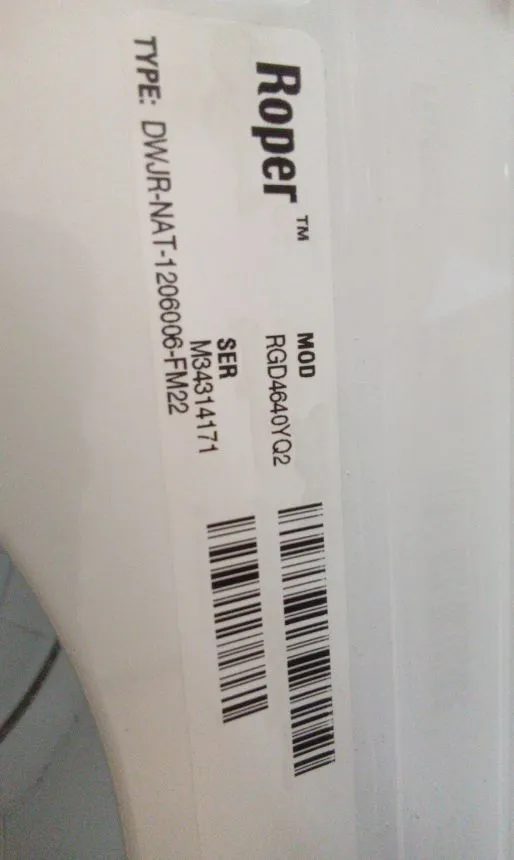 Roper™
MOD
RGD4640YQ2
SER
M34314171
TYPE: DWJR-NAT-1206006-FM22